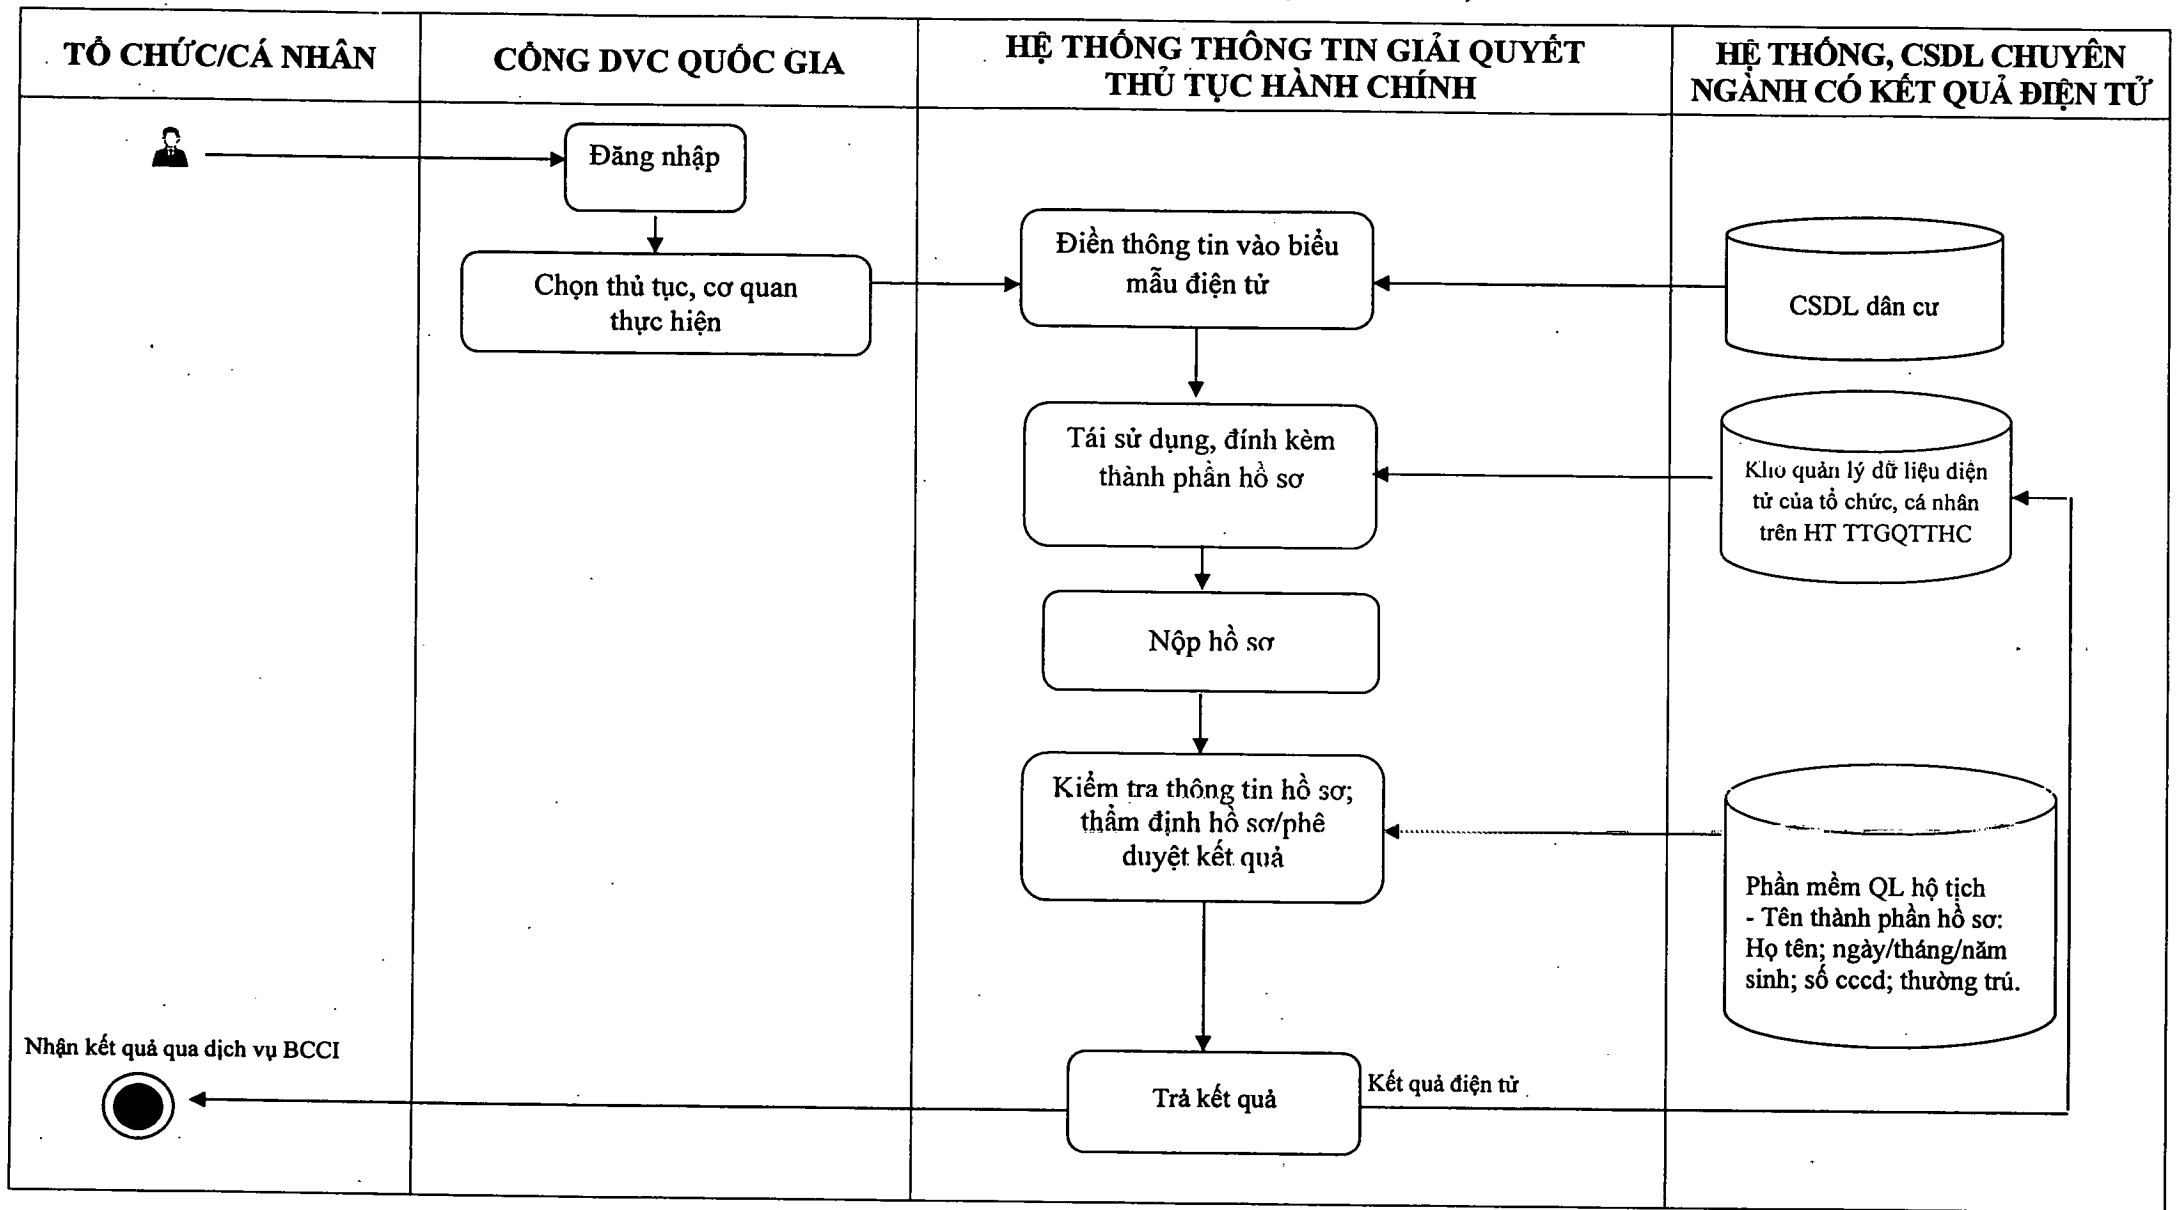 TỔ CHỨC/CÁ NHÂN
CỔNG DVC QUỐC GIA
HỆ THỐNG THÔNG TIN GIẢI QUYẾT
THỦ TỤC HÀNH CHÍNH
HỆ THỐNG, CSDL CHUYÊN
NGÀNH CÓ KẾT QUẢ ĐIỆN TỬ
Đăng nhập
Chọn thủ tục, cơ quan
thực hiện
Điền thông tin vào biểu
mẫu điện tử
CSDL dân cư
Tái sử dụng, đính kèm
thành phần hồ sơ
Kho quản lý dữ liệu điện
tử của tổ chức, cá nhân
trên HT TTGQTTHC
Nộp hồ sơ
Kiểm tra thông tin hồ sơ;
thẩm định hồ sơ/phê
duyệt kết quả
Phần mềm QL hộ tịch
- Tên thành phần hồ sơ:
Họ tên; ngày/tháng/năm
sinh; số cccd; thường trú.
Nhận kết quả qua dịch vụ BCCI
Trả kết quả
Kết quả điện tử